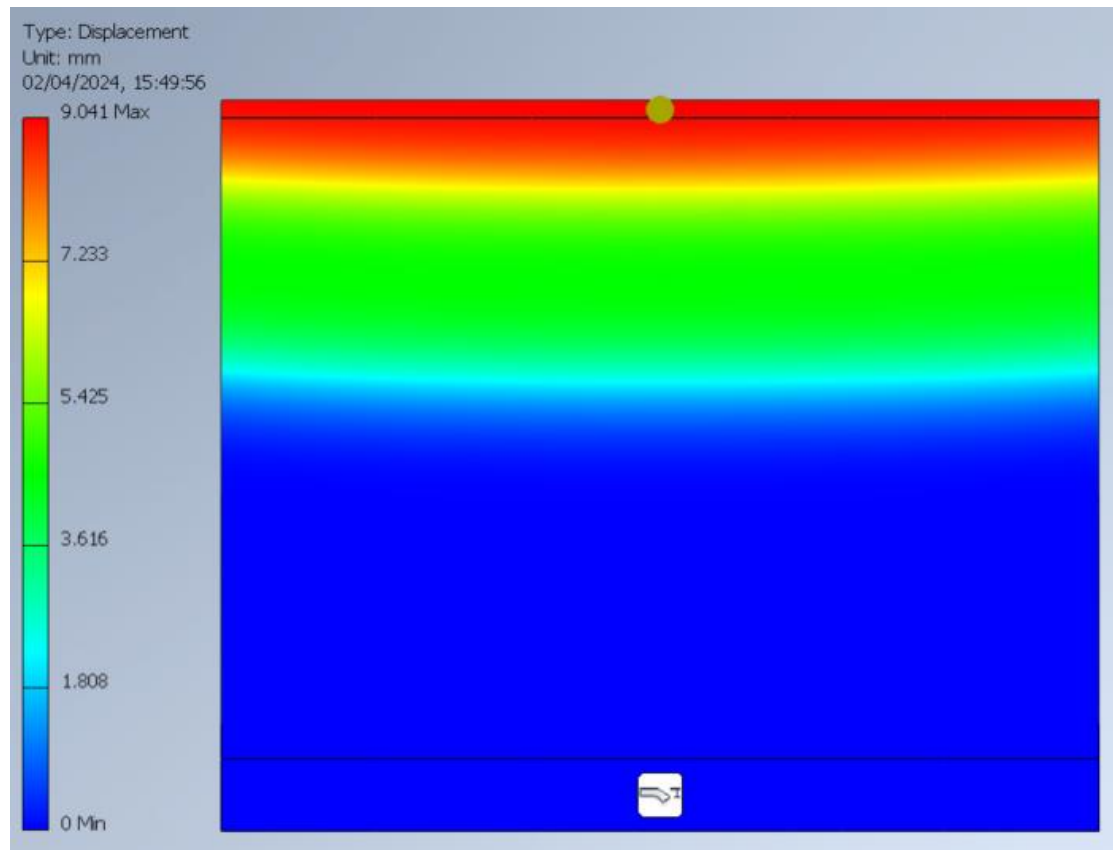 Type: Displacement
Unit: mm
02/04/2024, 15:49:56
9.041 Max
7.233
5.425
3.616
1.808
0 Min